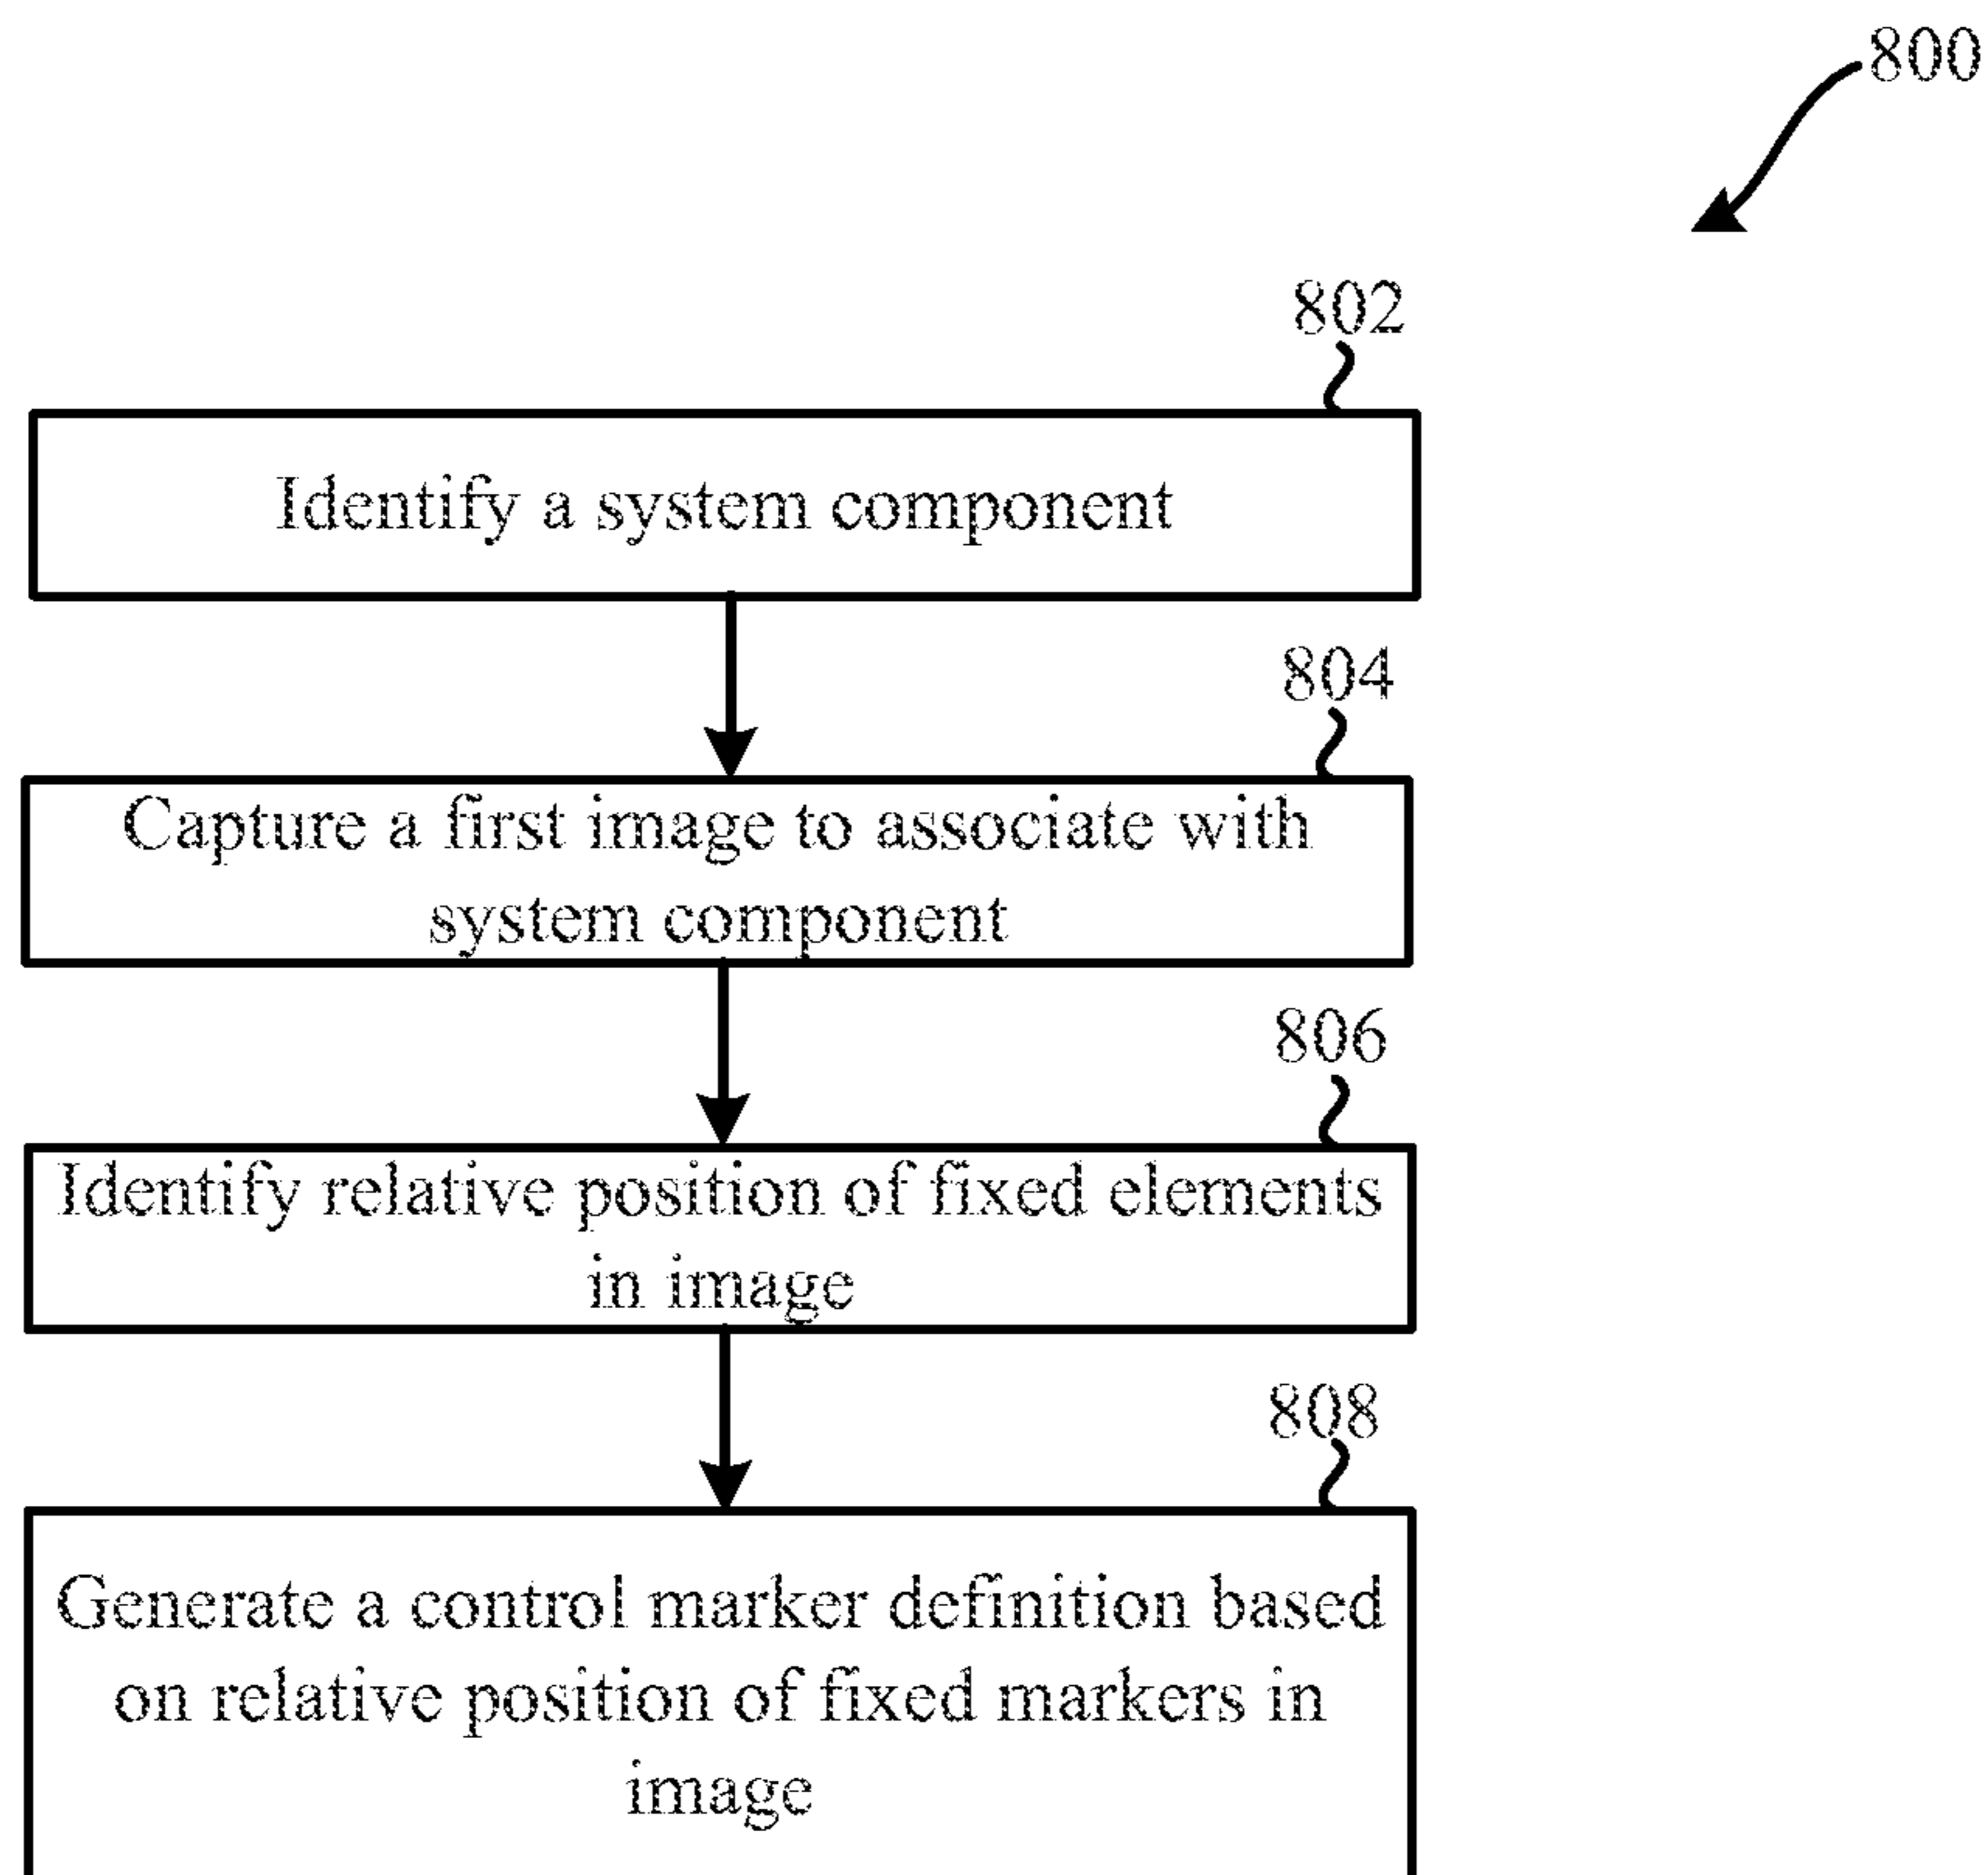 800
802
Identify a system component
804
Capture a first image to associate with
system component
806
Identify relative position of fixed elements
in image
808
Generate a control marker definition based
on relative position of fixed markers in
image